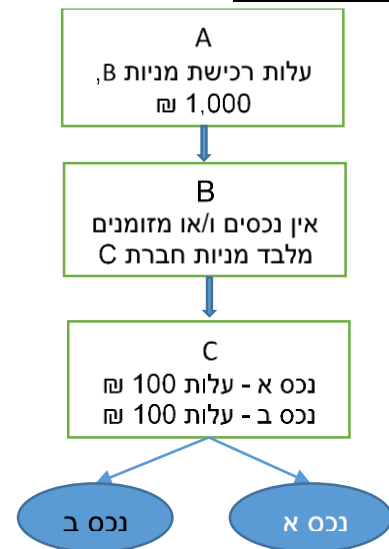 A
עלות רכישת מניות B,
1,000 ₪
B
אין נכסים ו/או מזומנים
מלבד מניות חברת C
C
נכס א - עלות 100 ₪
נכס ב - עלות 100 ₪
נכס א
נכס ב